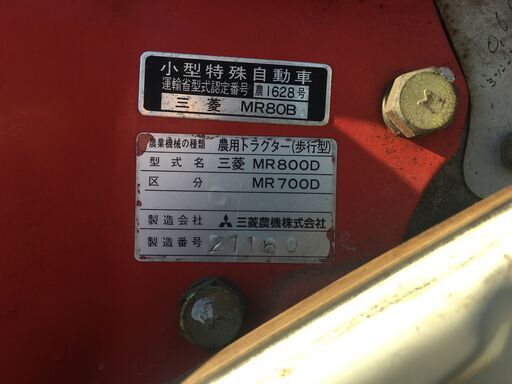 小型特殊自動車
運輸省型式認定番号 農1628号
三菱 MR80B
農業機械の種類 農用トラクター(歩行型)
型式名 三菱 MR800D
区分 MR700D
製造会社 三菱農機株式会社
製造番号 27160